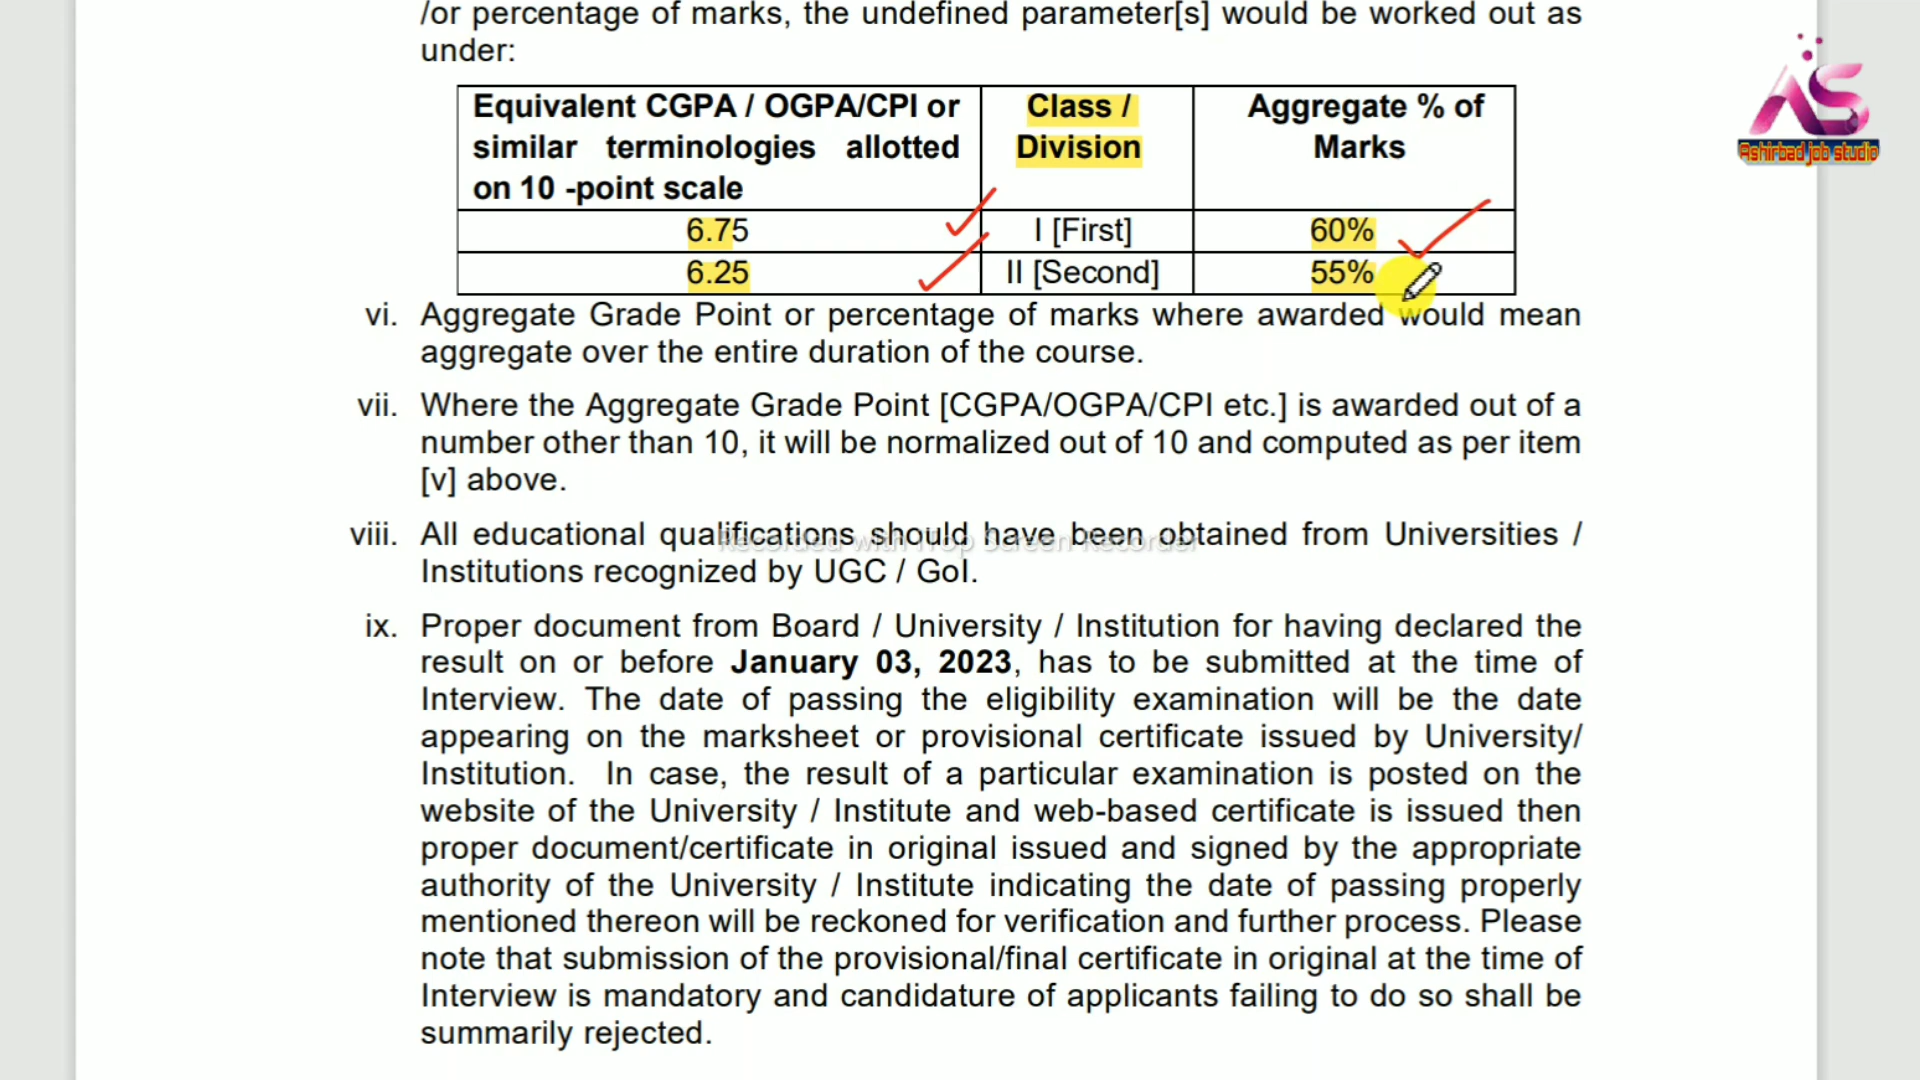 /or percentage of marks, the undefined parameter[s] would be worked out as
under:
Equivalent CGPA / OGPA/CPI or
similar terminologies allotted
on 10 -point scale
Class /
Division
Aggregate % of
Marks
6.75
I [First]
60%
6.25
II [Second]
55%
vi. Aggregate Grade Point or percentage of marks where awarded would mean
aggregate over the entire duration of the course.
vii. Where the Aggregate Grade Point [CGPA/OGPA/CPI etc.] is awarded out of a
number other than 10, it will be normalized out of 10 and computed as per item
[v] above.
viii. All educational qualifications should have been obtained from Universities /
Institutions recognized by UGC / GoI.
ix. Proper document from Board / University / Institution for having declared the
result on or before January 03, 2023, has to be submitted at the time of
Interview. The date of passing the eligibility examination will be the date
appearing on the marksheet or provisional certificate issued by University/
Institution. In case, the result of a particular examination is posted on the
website of the University / Institute and web-based certificate is issued then
proper document/certificate in original issued and signed by the appropriate
authority of the University / Institute indicating the date of passing properly
mentioned thereon will be reckoned for verification and further process. Please
note that submission of the provisional/final certificate in original at the time of
Interview is mandatory and candidature of applicants failing to do so shall be
summarily rejected.
Recorded with iTop Screen Recorder
AS
Ashirbad job studio